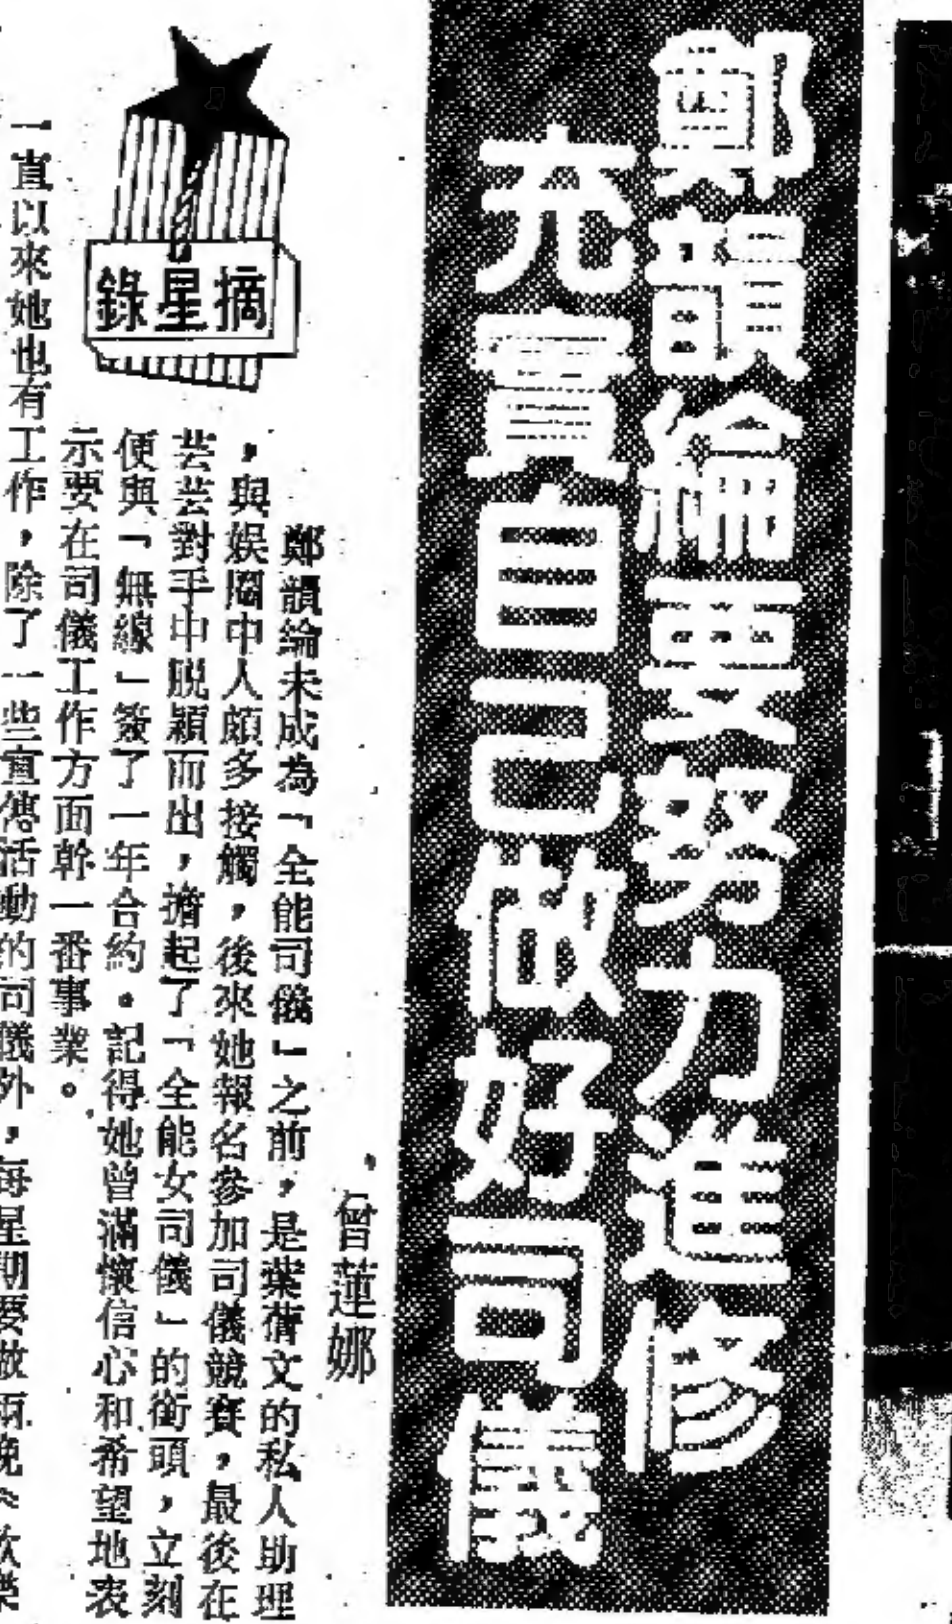 鄭韻倫要努力進修
充實自己做好司儀
曾蓮娜
錄星摘
鄭韻綸未成為「全能司儀」之前，是葉蒨文的私人助理
，與娛圈中人頗多接觸，後來她報名參加司儀競賽，最後在
芸芸對手中脱穎而出，擔起了「全能女司儀」的銜頭，立刻
便與「無線」簽了一年合約。記得她曾滿懷信心和希望地表
示要在司儀工作方面幹一番事業。
一直以來她也有工作，除了一些宣傳活動的司儀外，每星期要做兩晚